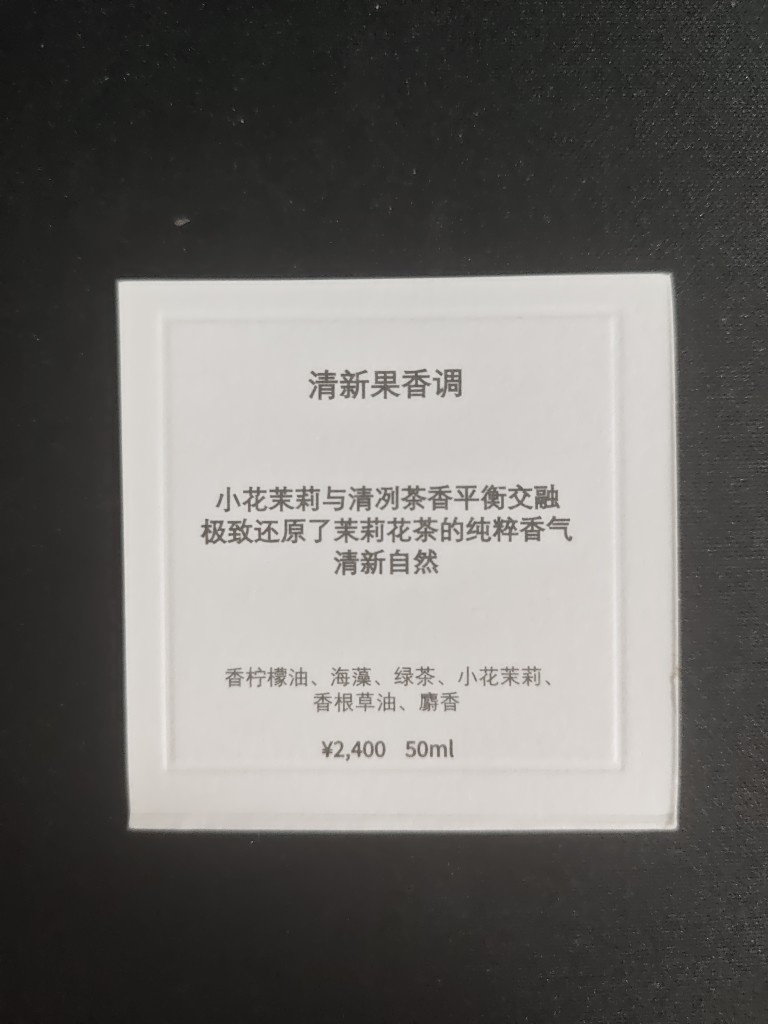 清新果香调
小花茉莉与清冽茶香平衡交融
极致还原了茉莉花茶的纯粹香气
清新自然
香柠檬油、海藻、绿茶、小花茉莉、
香根草油、麝香
¥2,400 50ml